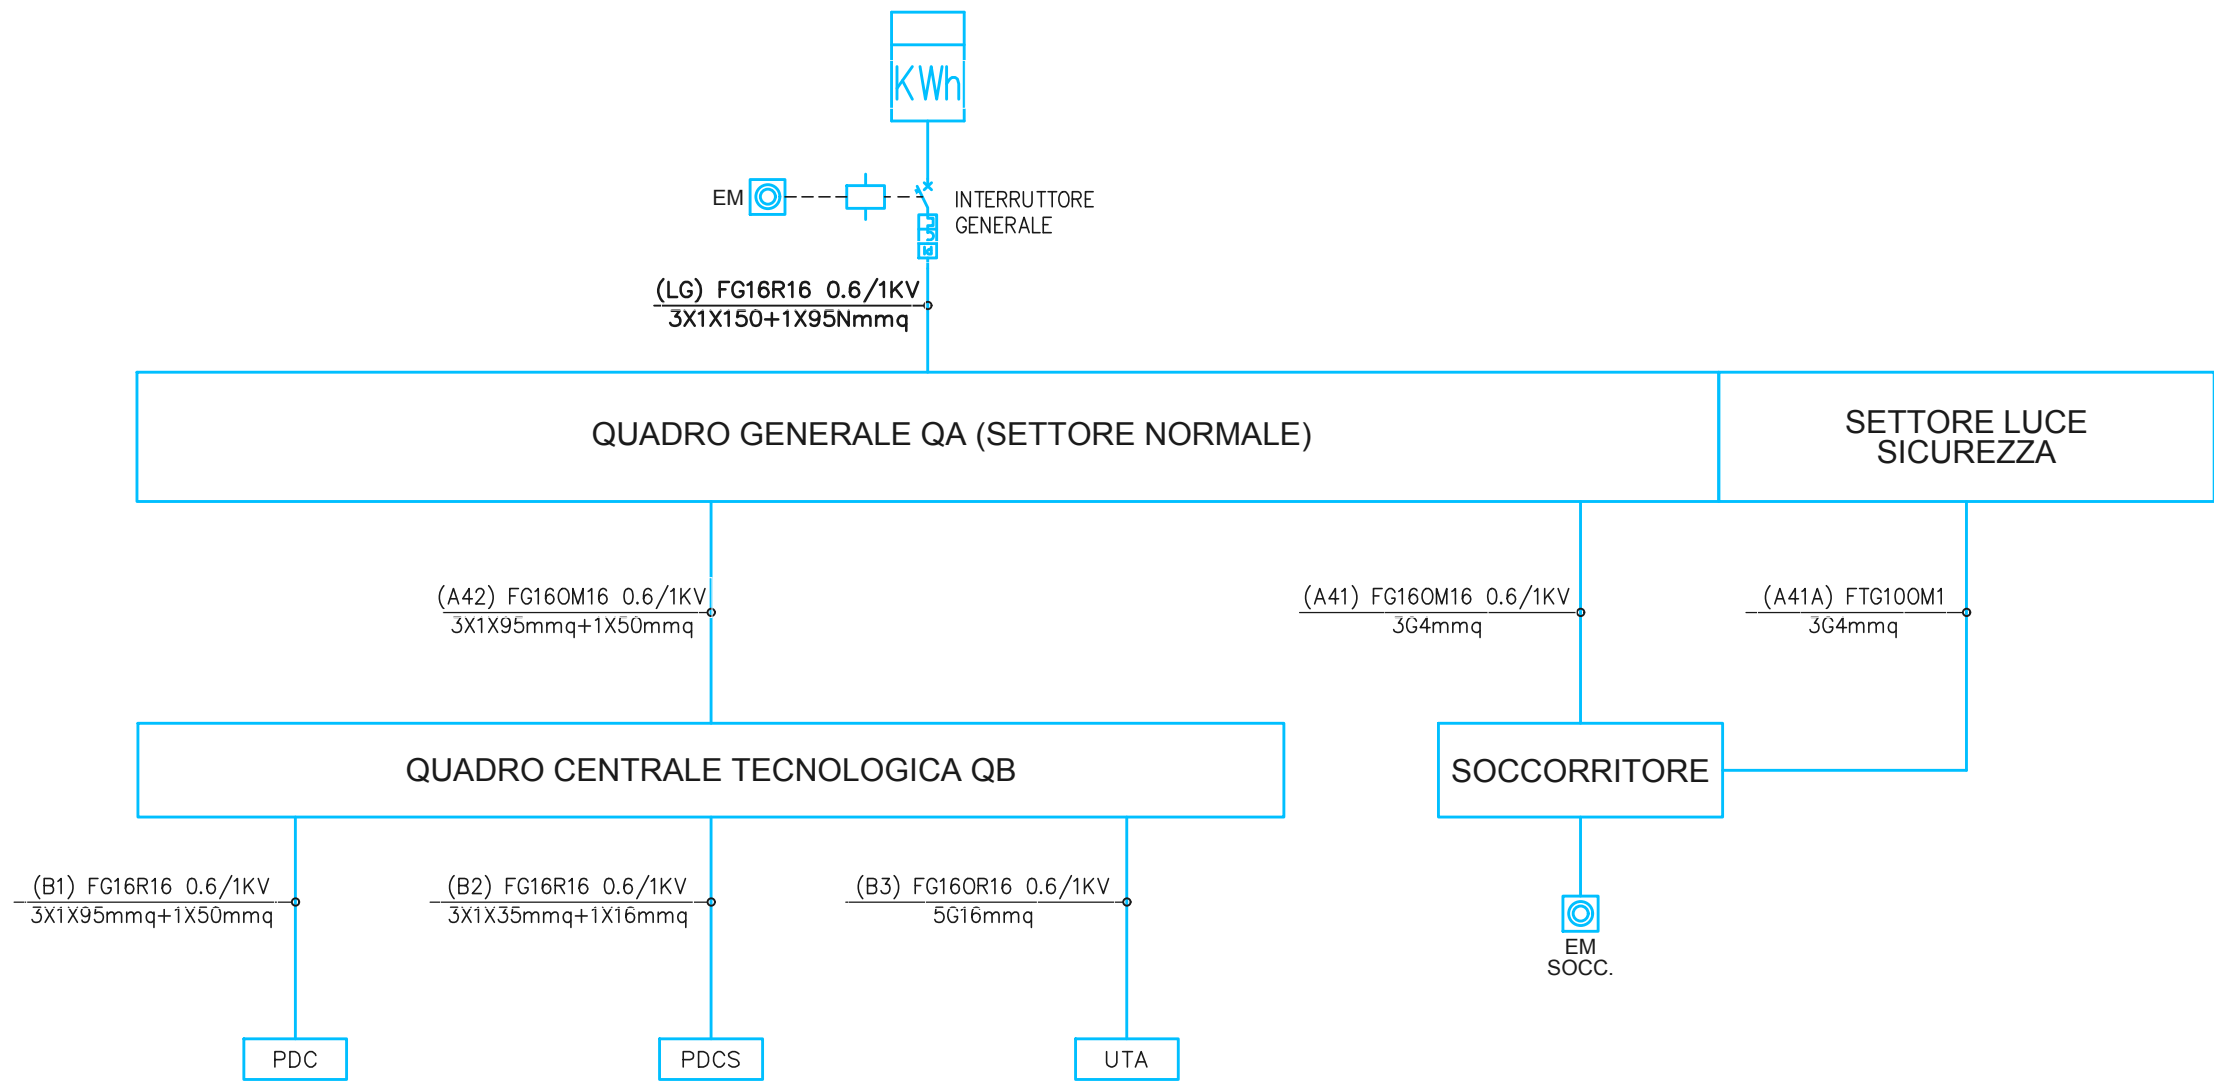 KWh
EM
INTERRUTTORE
GENERALE
(LG) FG16R16 0.6/1KV
3X1X150+1X95Nmmq
QUADRO GENERALE QA (SETTORE NORMALE)
SETTORE LUCE
SICUREZZA
(A42) FG16OM16 0.6/1KV
3X1X95mmq+1X50mmq
(A41) FG16OM16 0.6/1KV
3G4mmq
(A41A) FTG10OM1
3G4mmq
QUADRO CENTRALE TECNOLOGICA QB
SOCCORRITORE
(B1) FG16R16 0.6/1KV
3X1X95mmq+1X50mmq
(B2) FG16R16 0.6/1KV
3X1X35mmq+1X16mmq
(B3) FG16OR16 0.6/1KV
5G16mmq
EM
SOCC.
PDC
PDCS
UTA